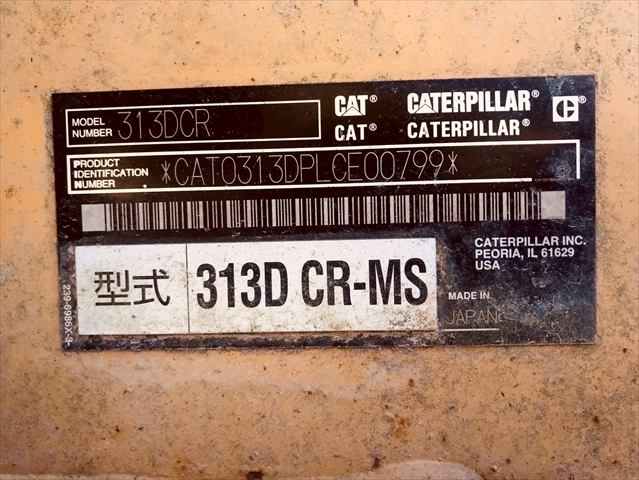 MODEL NUMBER 313DCR
CAT® CATERPILLAR®
CAT® CATERPILLAR®
PRODUCT IDENTIFICATION NUMBER *CAT0313DPLCE00799*
CATERPILLAR INC.
PEORIA, IL 61629
USA
型式 313D CR-MS
MADE IN
JAPAN